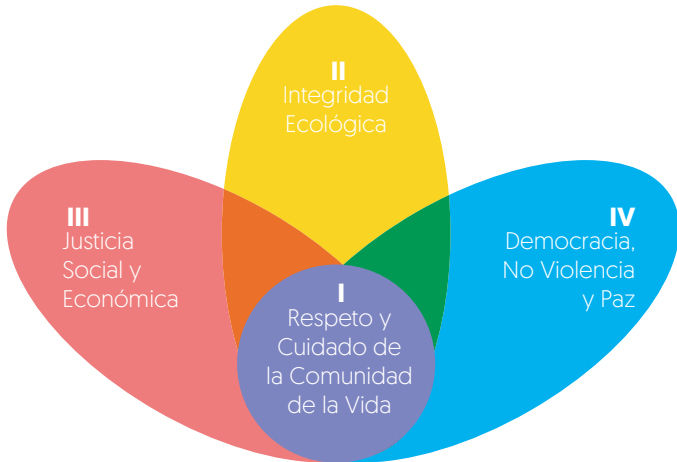 II
Integridad
Ecológica
III
Justicia
Social y
Económica
IV
Democracia,
No Violencia
y Paz
I
Respeto y
Cuidado de
la Comunidad
de la Vida